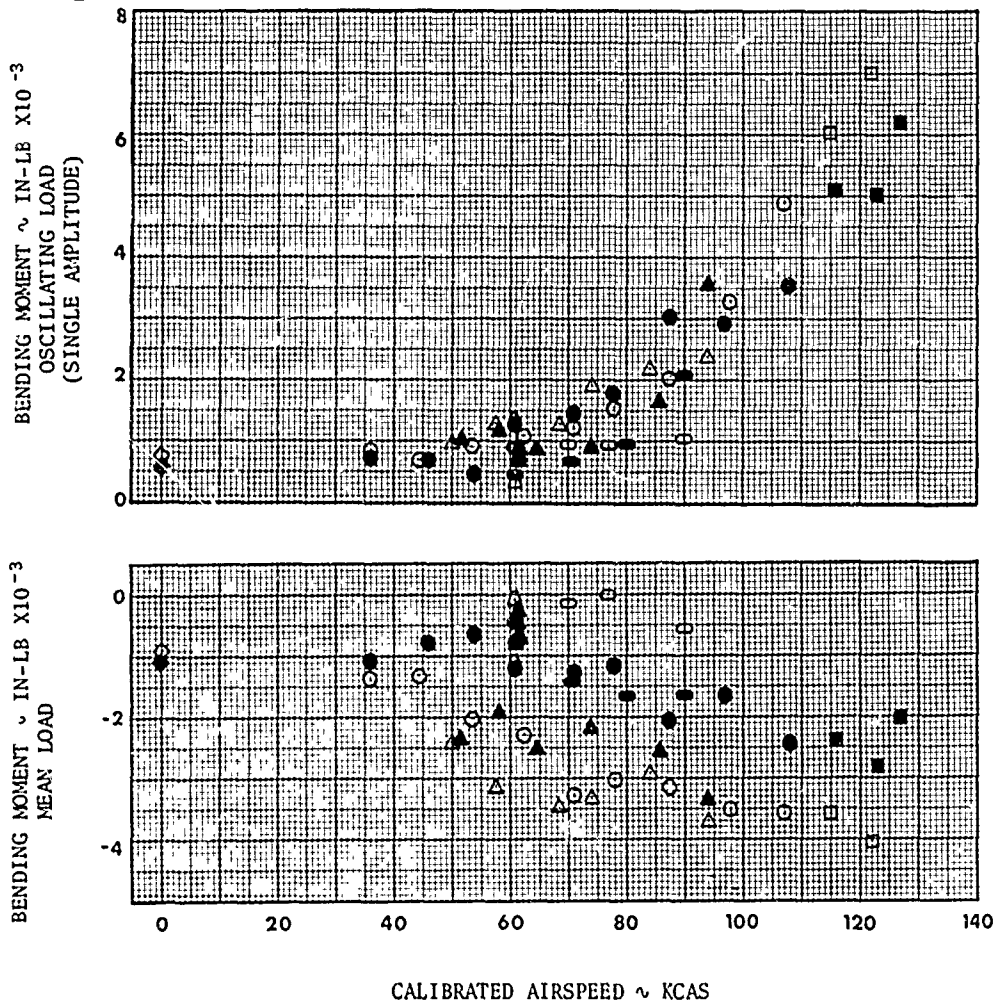 BENDING MOMENT ~ IN-LB X10⁻³
OSCILLATING LOAD
(SINGLE AMPLITUDE)
8
6
4
2
0
BENDING MOMENT ~ IN-LB X10⁻³
MEAN LOAD
0
-2
-4
0 20 40 60 80 100 120 140
CALIBRATED AIRSPEED ~ KCAS